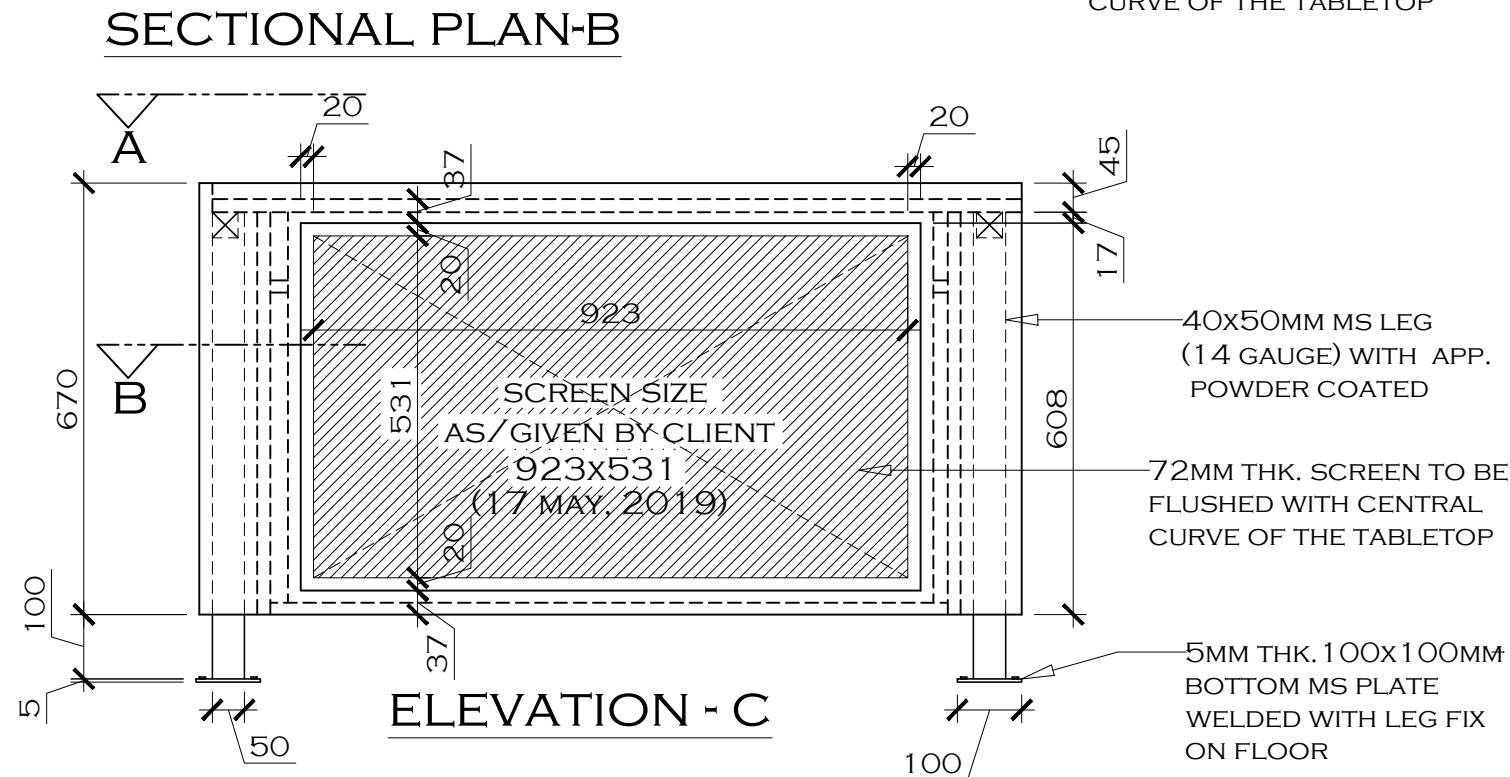 CURVE OF THE TABLETOP
SECTIONAL PLAN-B
20
A
20
37
45
17
20
923
40X50MM MS LEG
(14 GAUGE) WITH APP.
POWDER COATED
B
670
531
608
SCREEN SIZE
AS/GIVEN BY CLIENT
923X531
(17 MAY, 2019)
72MM THK. SCREEN TO BE
FLUSHED WITH CENTRAL
CURVE OF THE TABLETOP
20
100
37
5
5MM THK. 100X100MM
BOTTOM MS PLATE
WELDED WITH LEG FIX
ON FLOOR
ELEVATION - C
50
100